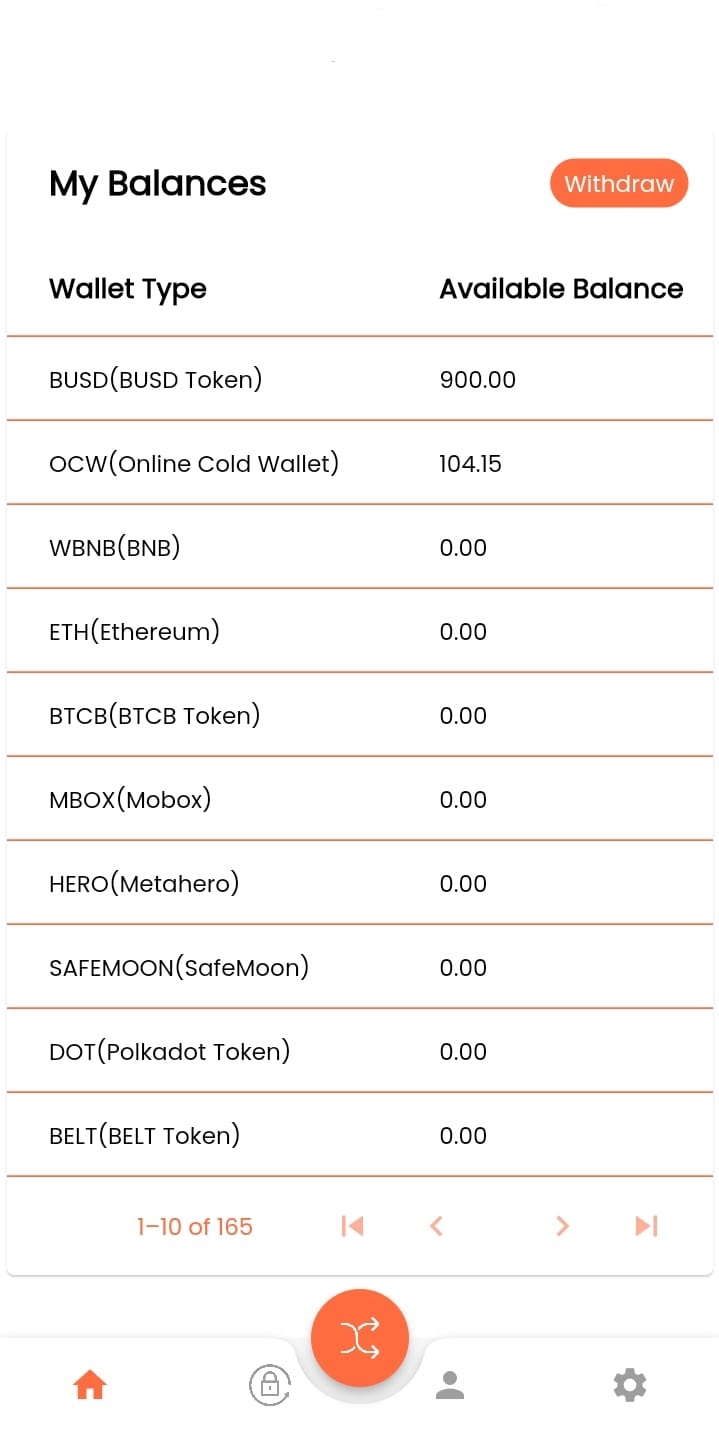 My Balances Withdraw
Wallet Type Available Balance
BUSD(BUSD Token) 900.00
OCW(Online Cold Wallet) 104.15
WBNB(BNB) 0.00
ETH(Ethereum) 0.00
BTCB(BTCB Token) 0.00
MBOX(Mobox) 0.00
HERO(Metahero) 0.00
SAFEMOON(SafeMoon) 0.00
DOT(Polkadot Token) 0.00
BELT(BELT Token) 0.00
1–10 of 165